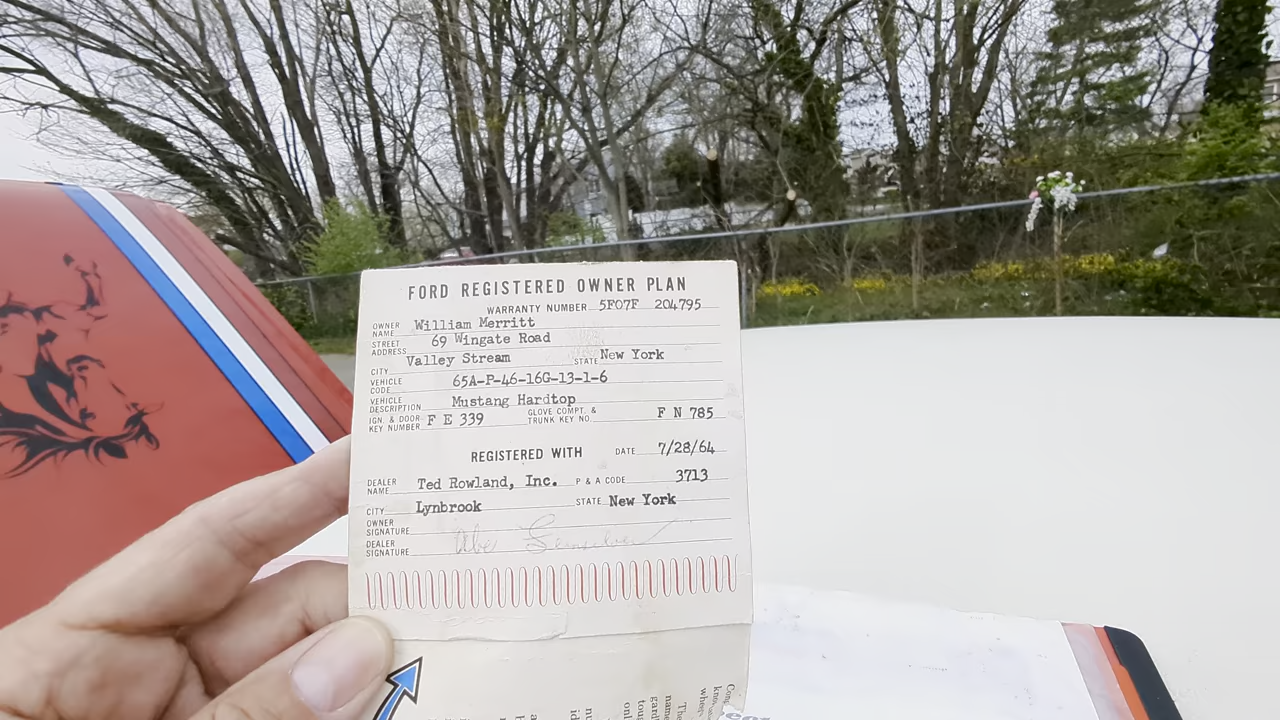 FORD REGISTERED OWNER PLAN
WARRANTY NUMBER 5F07F 204795
OWNER NAME William Merritt
STREET ADDRESS 69 Wingate Road
CITY Valley Stream STATE New York
VEHICLE CODE 65A-P-46-16G-13-1-6
VEHICLE DESCRIPTION Mustang Hardtop
IGN. & DOOR KEY NUMBER F E 339 GLOVE COMPT. & TRUNK KEY NO. F N 785
REGISTERED WITH DATE 7/28/64
DEALER NAME Ted Rowland, Inc. P & A CODE 3713
CITY Lynbrook STATE New York
OWNER SIGNATURE
DEALER SIGNATURE Abe